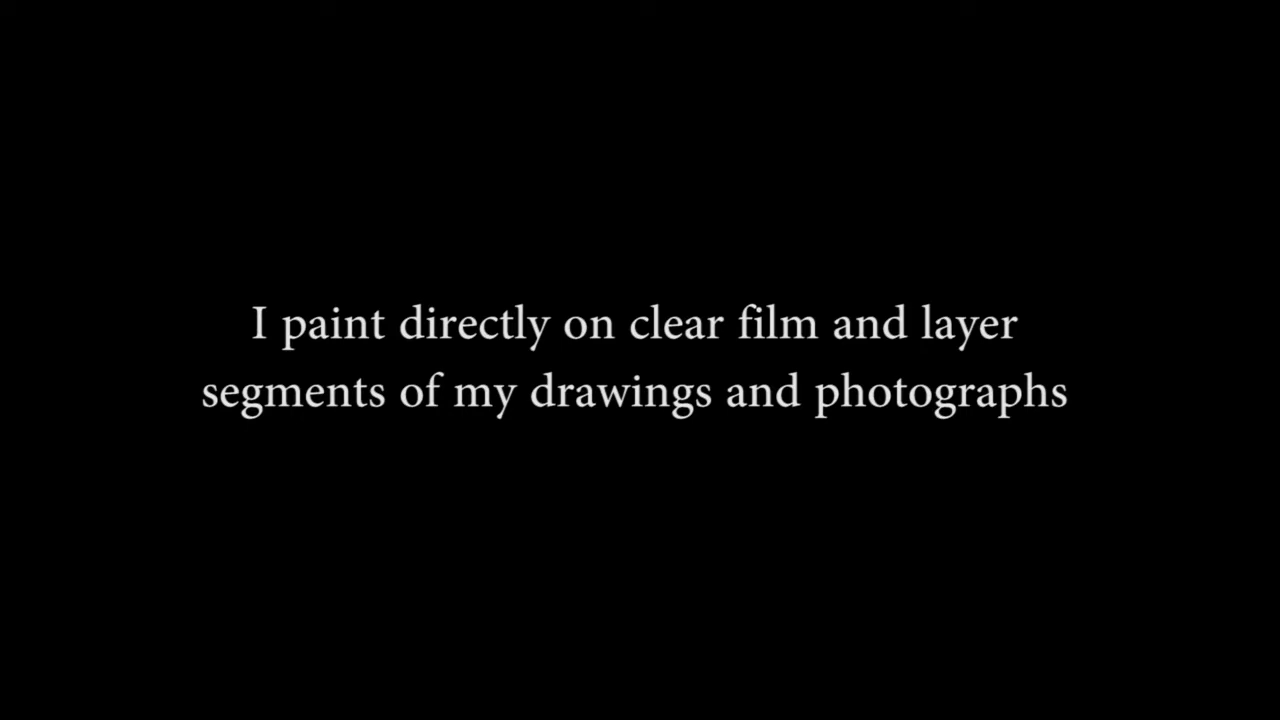 I paint directly on clear film and layer
segments of my drawings and photographs